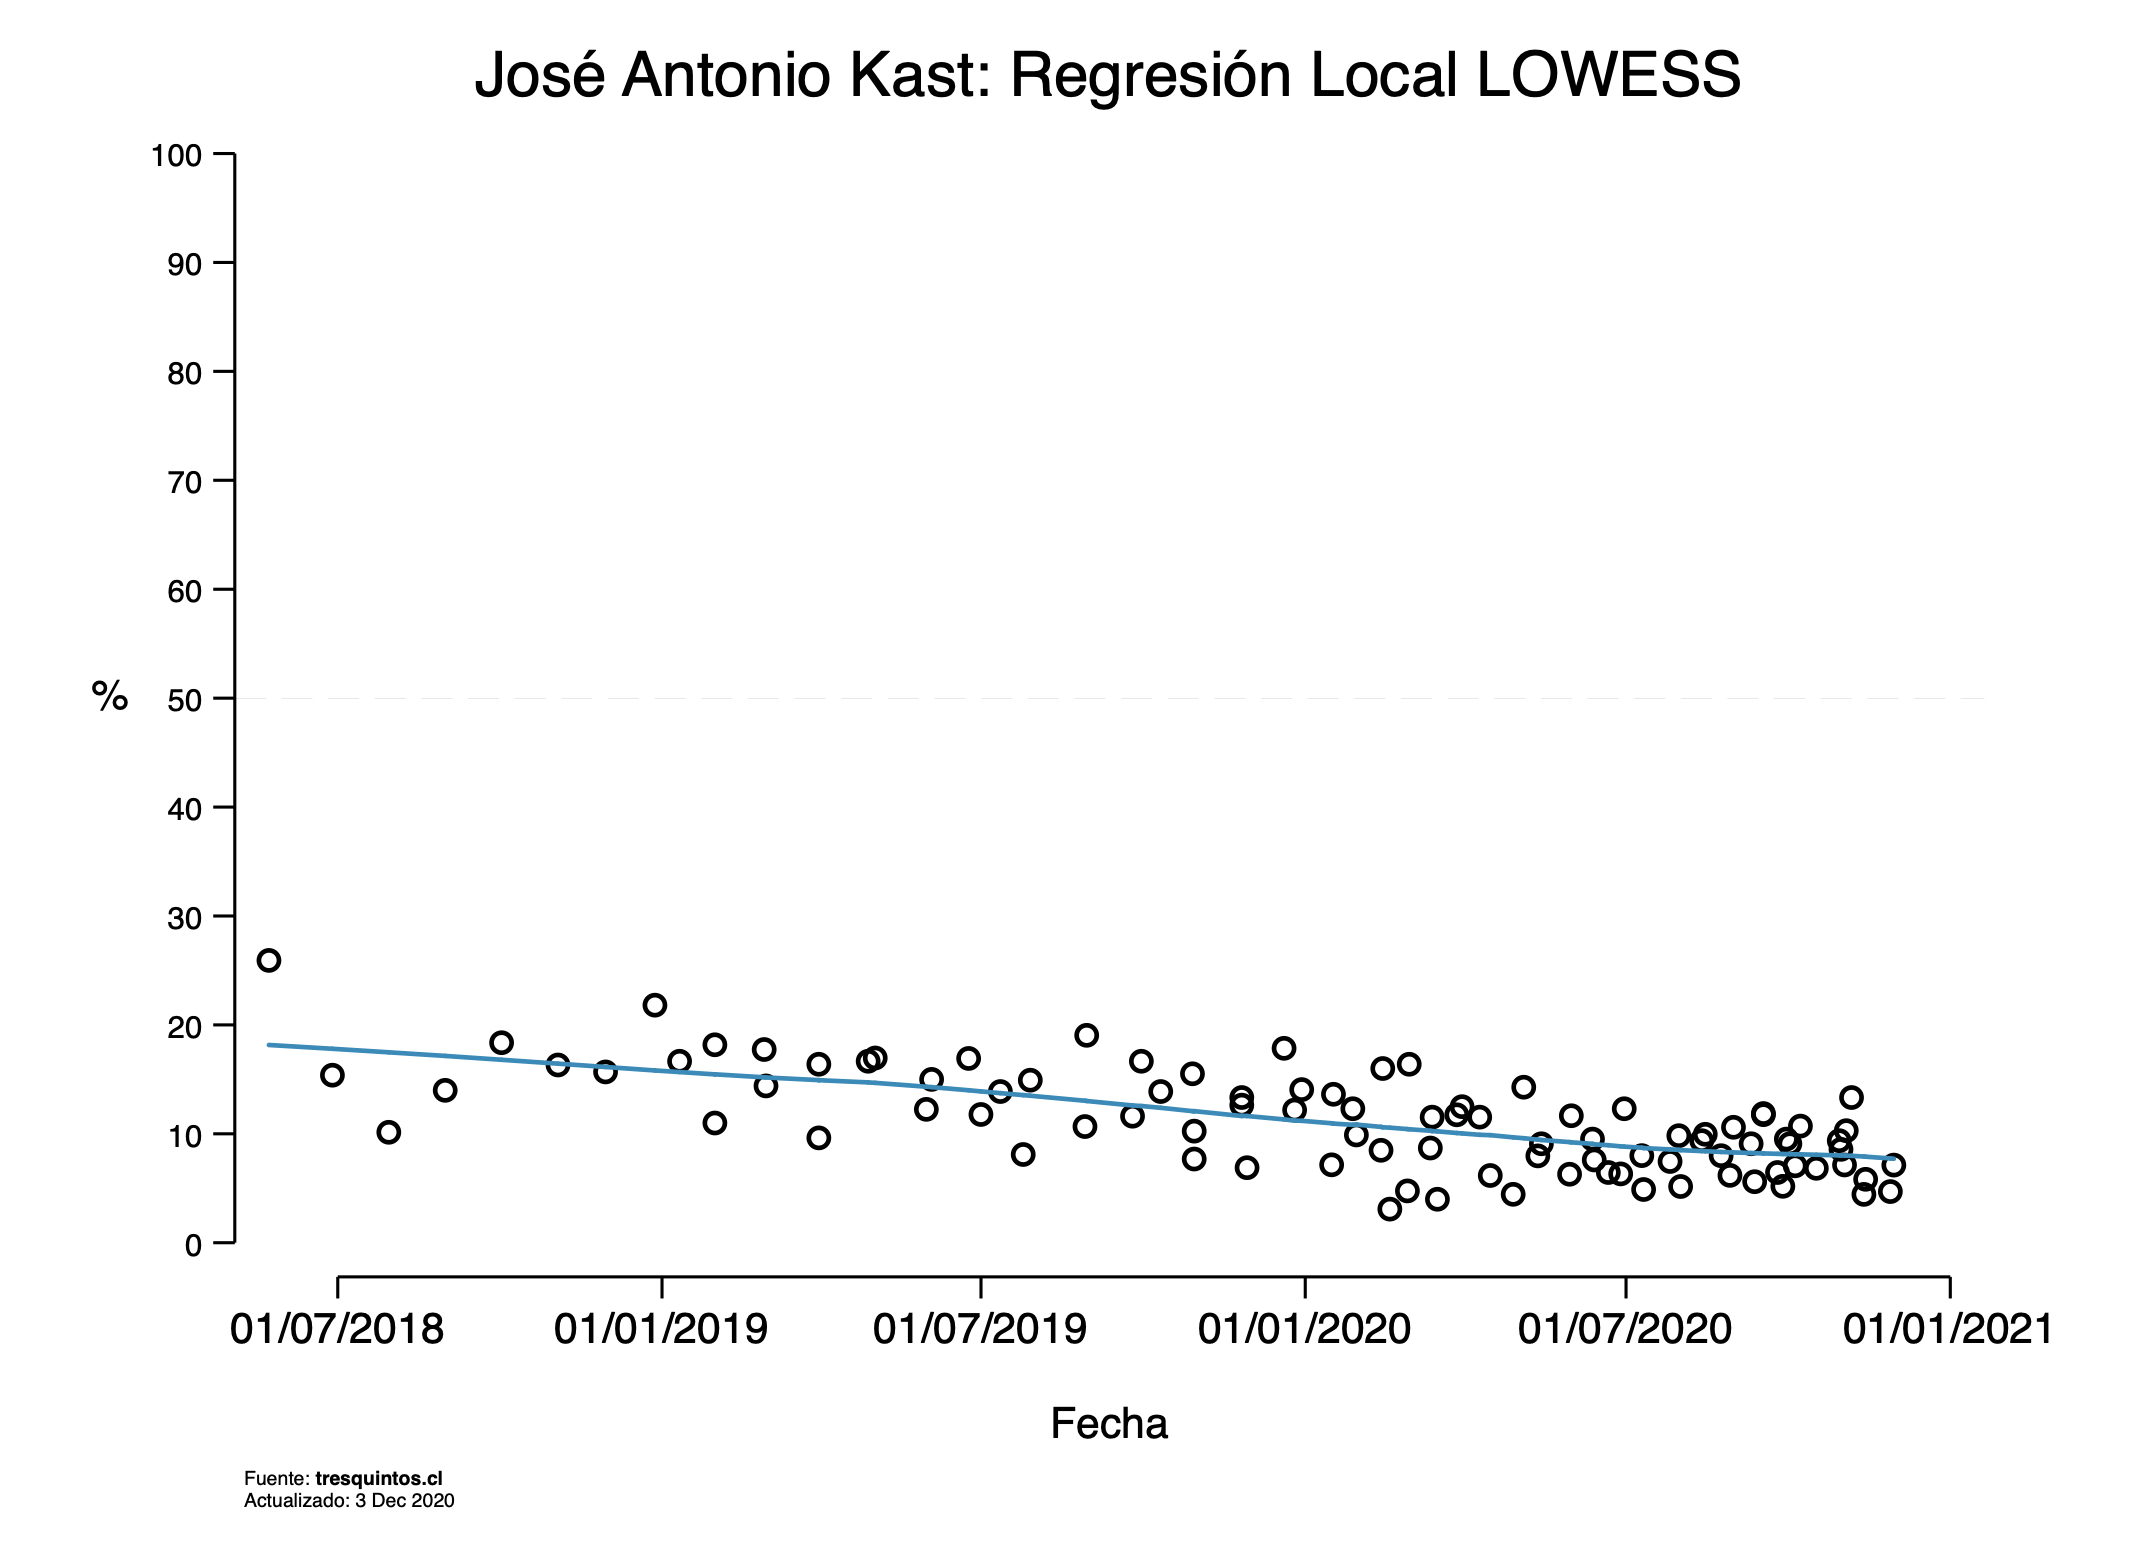 José Antonio Kast: Regresión Local LOWESS
100
90
80
70
60
50
40
30
20
10
0
%
01/07/2018 01/01/2019 01/07/2019 01/01/2020 01/07/2020 01/01/2021
Fecha
Fuente: tresquintos.cl
Actualizado: 3 Dec 2020